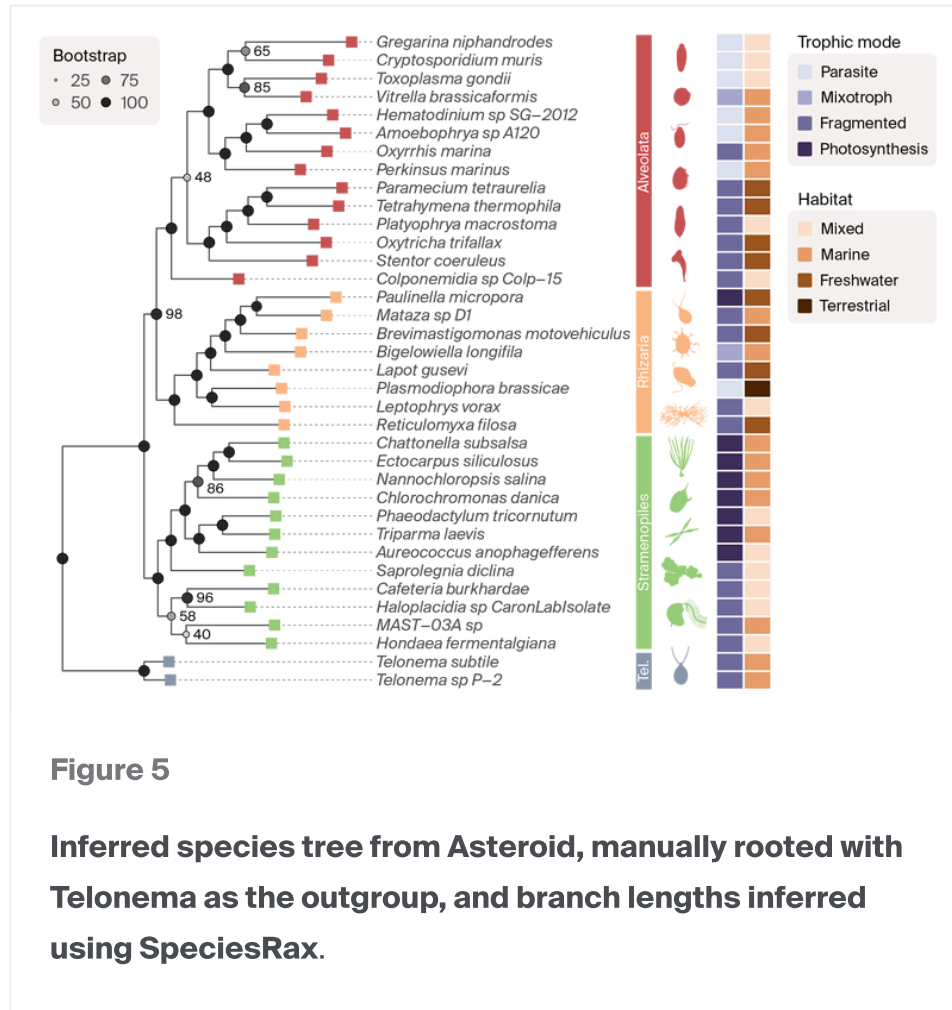 Bootstrap
25 75
50 100
65
85
48
98
86
96
58
40
Gregarina niphandrodes
Cryptosporidium muris
Toxoplasma gondii
Vitrella brassicaformis
Hematodinium sp SG–2012
Amoebophrya sp A120
Oxyrrhis marina
Perkinsus marinus
Paramecium tetraurelia
Tetrahymena thermophila
Platyophrya macrostoma
Oxytricha trifallax
Stentor coeruleus
Colponemidia sp Colp–15
Paulinella micropora
Mataza sp D1
Brevimastigomonas motovehiculus
Bigelowiella longifila
Lapot gusevi
Plasmodiophora brassicae
Leptophrys vorax
Reticulomyxa filosa
Chattonella subsalsa
Ectocarpus siliculosus
Nannochloropsis salina
Chlorochromonas danica
Phaeodactylum tricornutum
Triparma laevis
Aureococcus anophagefferens
Saprolegnia diclina
Cafeteria burkhardae
Haloplacidia sp CaronLabIsolate
MAST–03A sp
Hondaea fermentalgiana
Telonema subtile
Telonema sp P–2
Alveolata
Rhizaria
Stramenopiles
Tel.
Trophic mode
Parasite
Mixotroph
Fragmented
Photosynthesis
Habitat
Mixed
Marine
Freshwater
Terrestrial
Figure 5
Inferred species tree from Asteroid, manually rooted with
Telonema as the outgroup, and branch lengths inferred
using SpeciesRax.